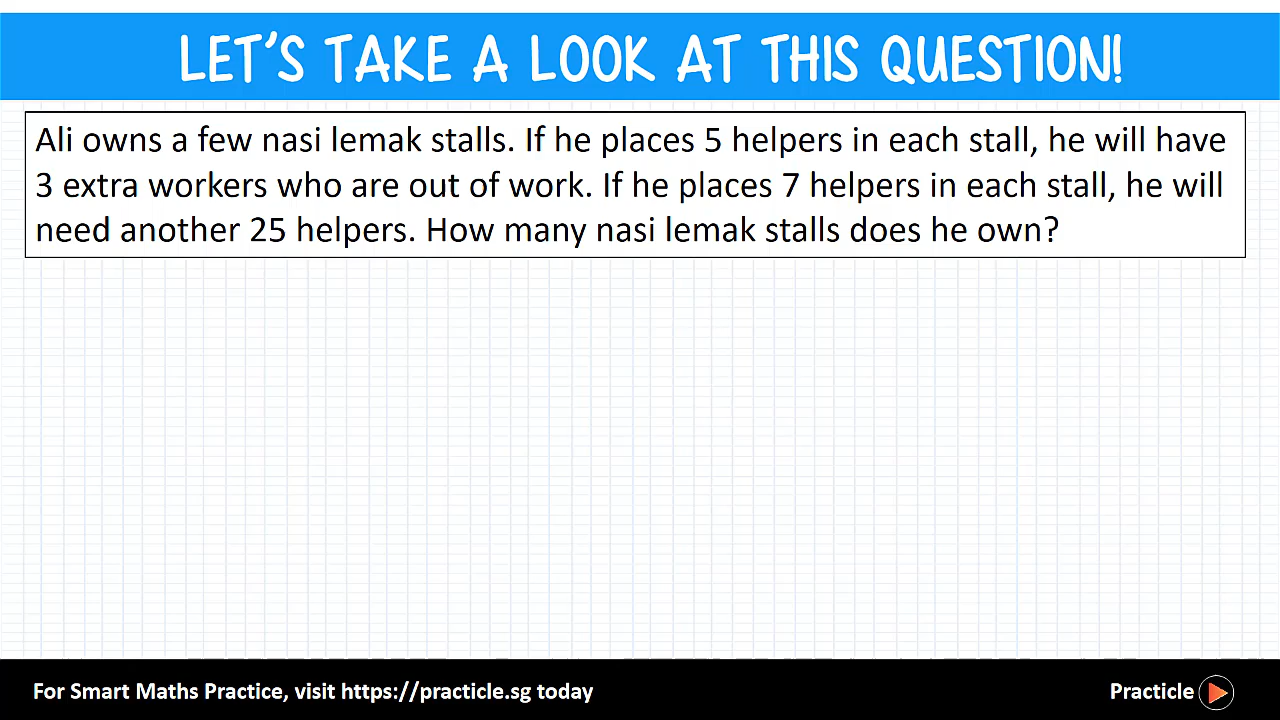 LET'S TAKE A LOOK AT THIS QUESTION!
Ali owns a few nasi lemak stalls. If he places 5 helpers in each stall, he will have
3 extra workers who are out of work. If he places 7 helpers in each stall, he will
need another 25 helpers. How many nasi lemak stalls does he own?
For Smart Maths Practice, visit https://practicle.sg today
Practicle